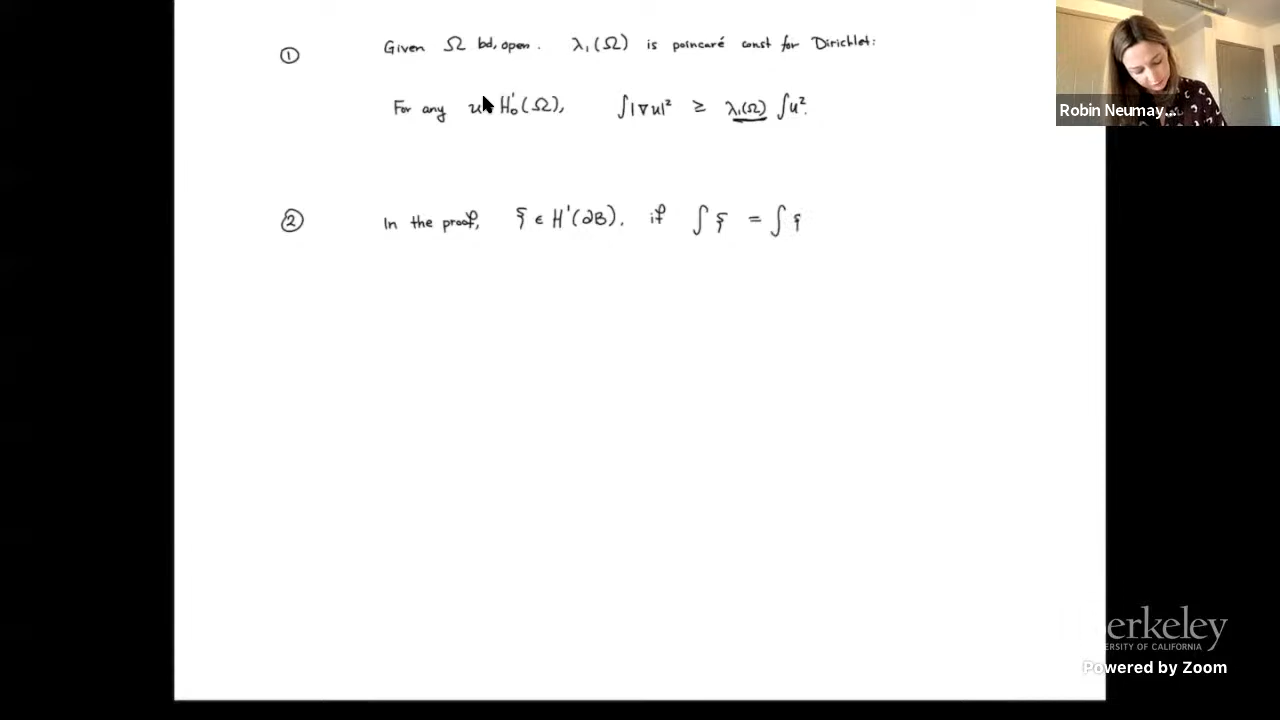 ① Given Ω bd, open. λ₁(Ω) is poincaré const for Dirichlet:
For any u H₀¹(Ω), ∫|∇u|² ≥ λ₁(Ω) ∫u².
② In the proof, ξ ∈ H¹(∂B). if ∫ξ = ∫ξ
Robin Neumay...
erkeley
ERSITY OF CALIFORNIA
Powered by Zoom